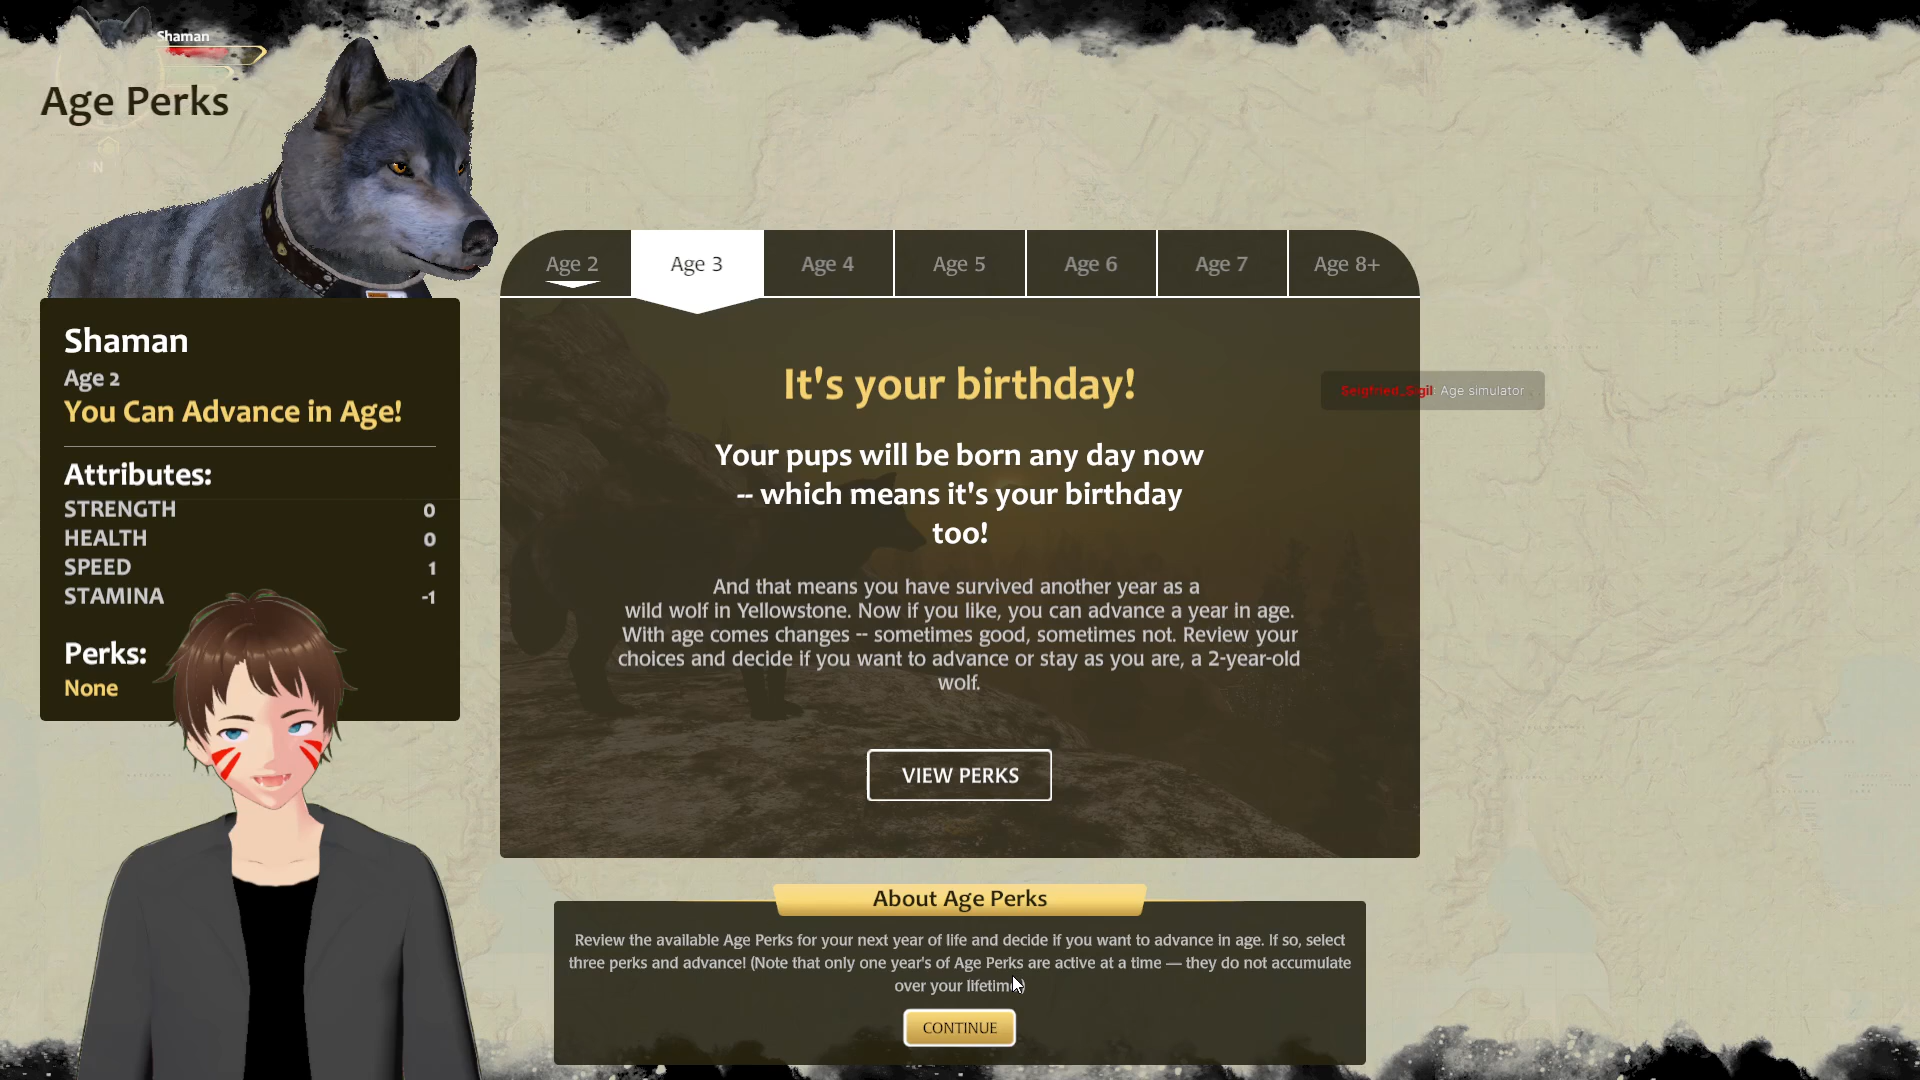 Shaman
Age Perks
N
Age 2
Age 3
Age 4
Age 5
Age 6
Age 7
Age 8+
Shaman
Age 2
You Can Advance in Age!
Attributes:
STRENGTH 0
HEALTH 0
SPEED 1
STAMINA -1
Perks:
None
It's your birthday!
Your pups will be born any day now
-- which means it's your birthday
too!
And that means you have survived another year as a
wild wolf in Yellowstone. Now if you like, you can advance a year in age.
With age comes changes -- sometimes good, sometimes not. Review your
choices and decide if you want to advance or stay as you are, a 2-year-old
wolf.
VIEW PERKS
Seigfried_Sigil Age simulator
About Age Perks
Review the available Age Perks for your next year of life and decide if you want to advance in age. If so, select
three perks and advance! (Note that only one year's of Age Perks are active at a time — they do not accumulate
over your lifetime.)
CONTINUE